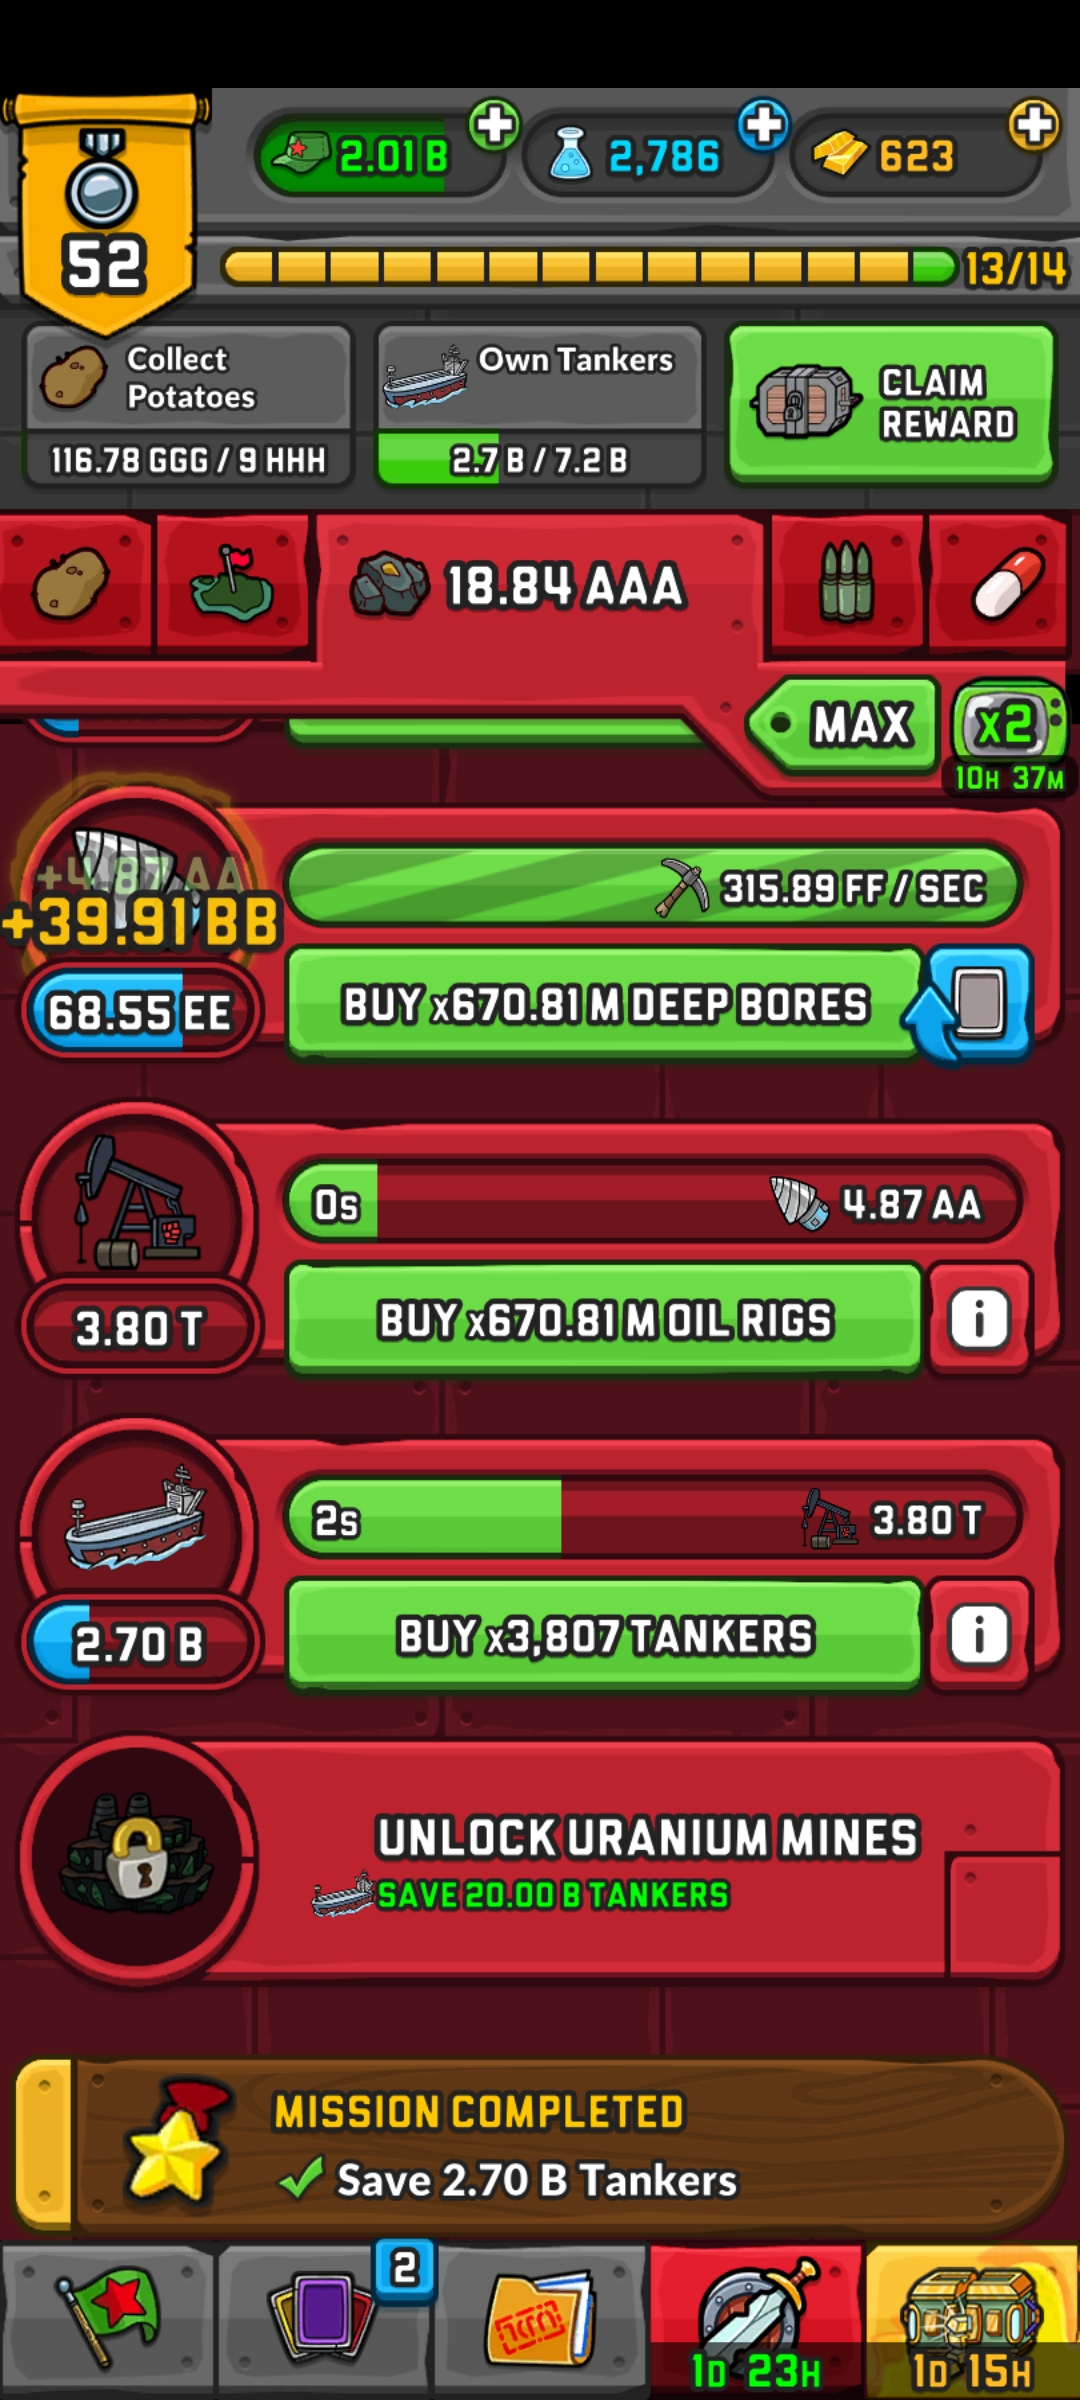 2.01 B
2,786
623
52
13/14
Collect
Potatoes
116.78 GGG / 9 HHH
Own Tankers
2.7 B / 7.2 B
CLAIM
REWARD
18.84 AAA
MAX
x2
10H 37M
+4.87 AA
+39.91 BB
315.89 FF / SEC
68.55 EE
BUY x670.81 M DEEP BORES
0s
4.87 AA
3.80 T
BUY x670.81 M OIL RIGS
i
2s
3.80 T
2.70 B
BUY x3,807 TANKERS
i
UNLOCK URANIUM MINES
SAVE 20.00 B TANKERS
MISSION COMPLETED
Save 2.70 B Tankers
2
1D 23H
1D 15H